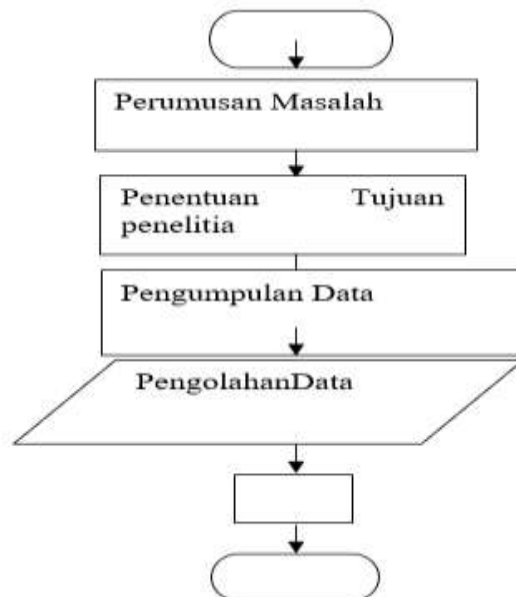 Perumusan Masalah
Penentuan Tujuan
penelitia
Pengumpulan Data
PengolahanData